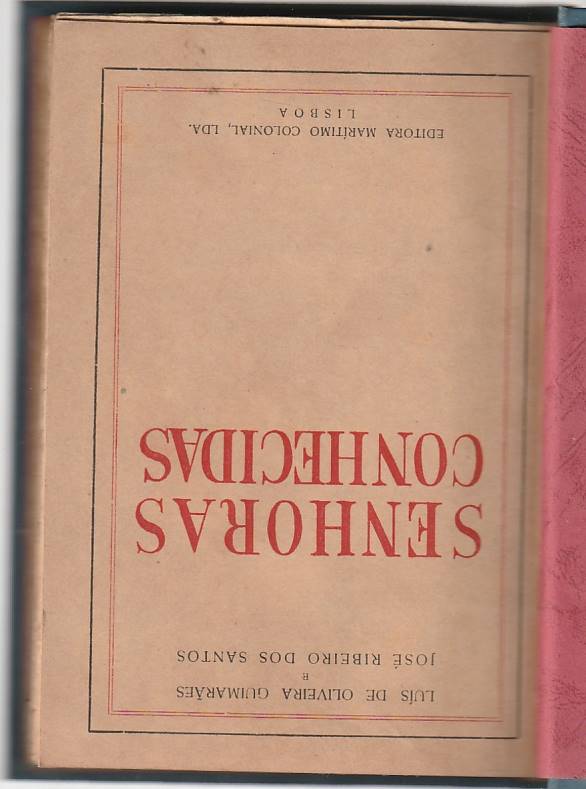 LUÍS DE OLIVEIRA GUIMARÃES
E
JOSÉ RIBEIRO DOS SANTOS
SENHORAS
CONHECIDAS
EDITORA MARÍTIMO COLONIAL, LDA.
LISBOA